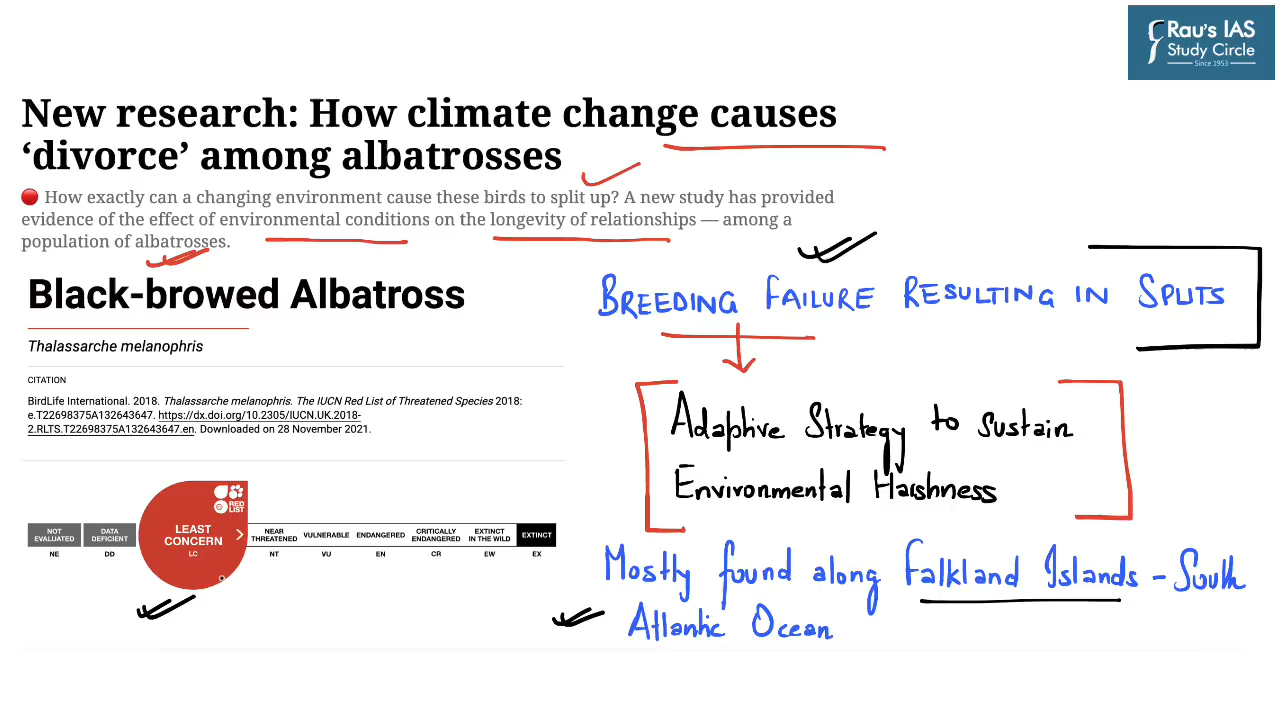 Rau's IAS
Study Circle
Since 1953
New research: How climate change causes
‘divorce’ among albatrosses
How exactly can a changing environment cause these birds to split up? A new study has provided
evidence of the effect of environmental conditions on the longevity of relationships — among a
population of albatrosses.
Black-browed Albatross
Thalassarche melanophris
CITATION
BirdLife International. 2018. Thalassarche melanophris. The IUCN Red List of Threatened Species 2018:
e.T22698375A132643647. https://dx.doi.org/10.2305/IUCN.UK.2018-
2.RLTS.T22698375A132643647.en. Downloaded on 28 November 2021.
RED
LIST
NOT
EVALUATED
NE
DATA
DEFICIENT
DD
LEAST
CONCERN
LC
NEAR
THREATENED
NT
VULNERABLE
VU
ENDANGERED
EN
CRITICALLY
ENDANGERED
CR
EXTINCT
IN THE WILD
EW
EXTINCT
EX
BREEDING FAILURE RESULTING IN SPLITS
Adaptive Strategy to Sustain
Environmental Harshness
Mostly found along Falkland Islands - South
Atlantic Ocean